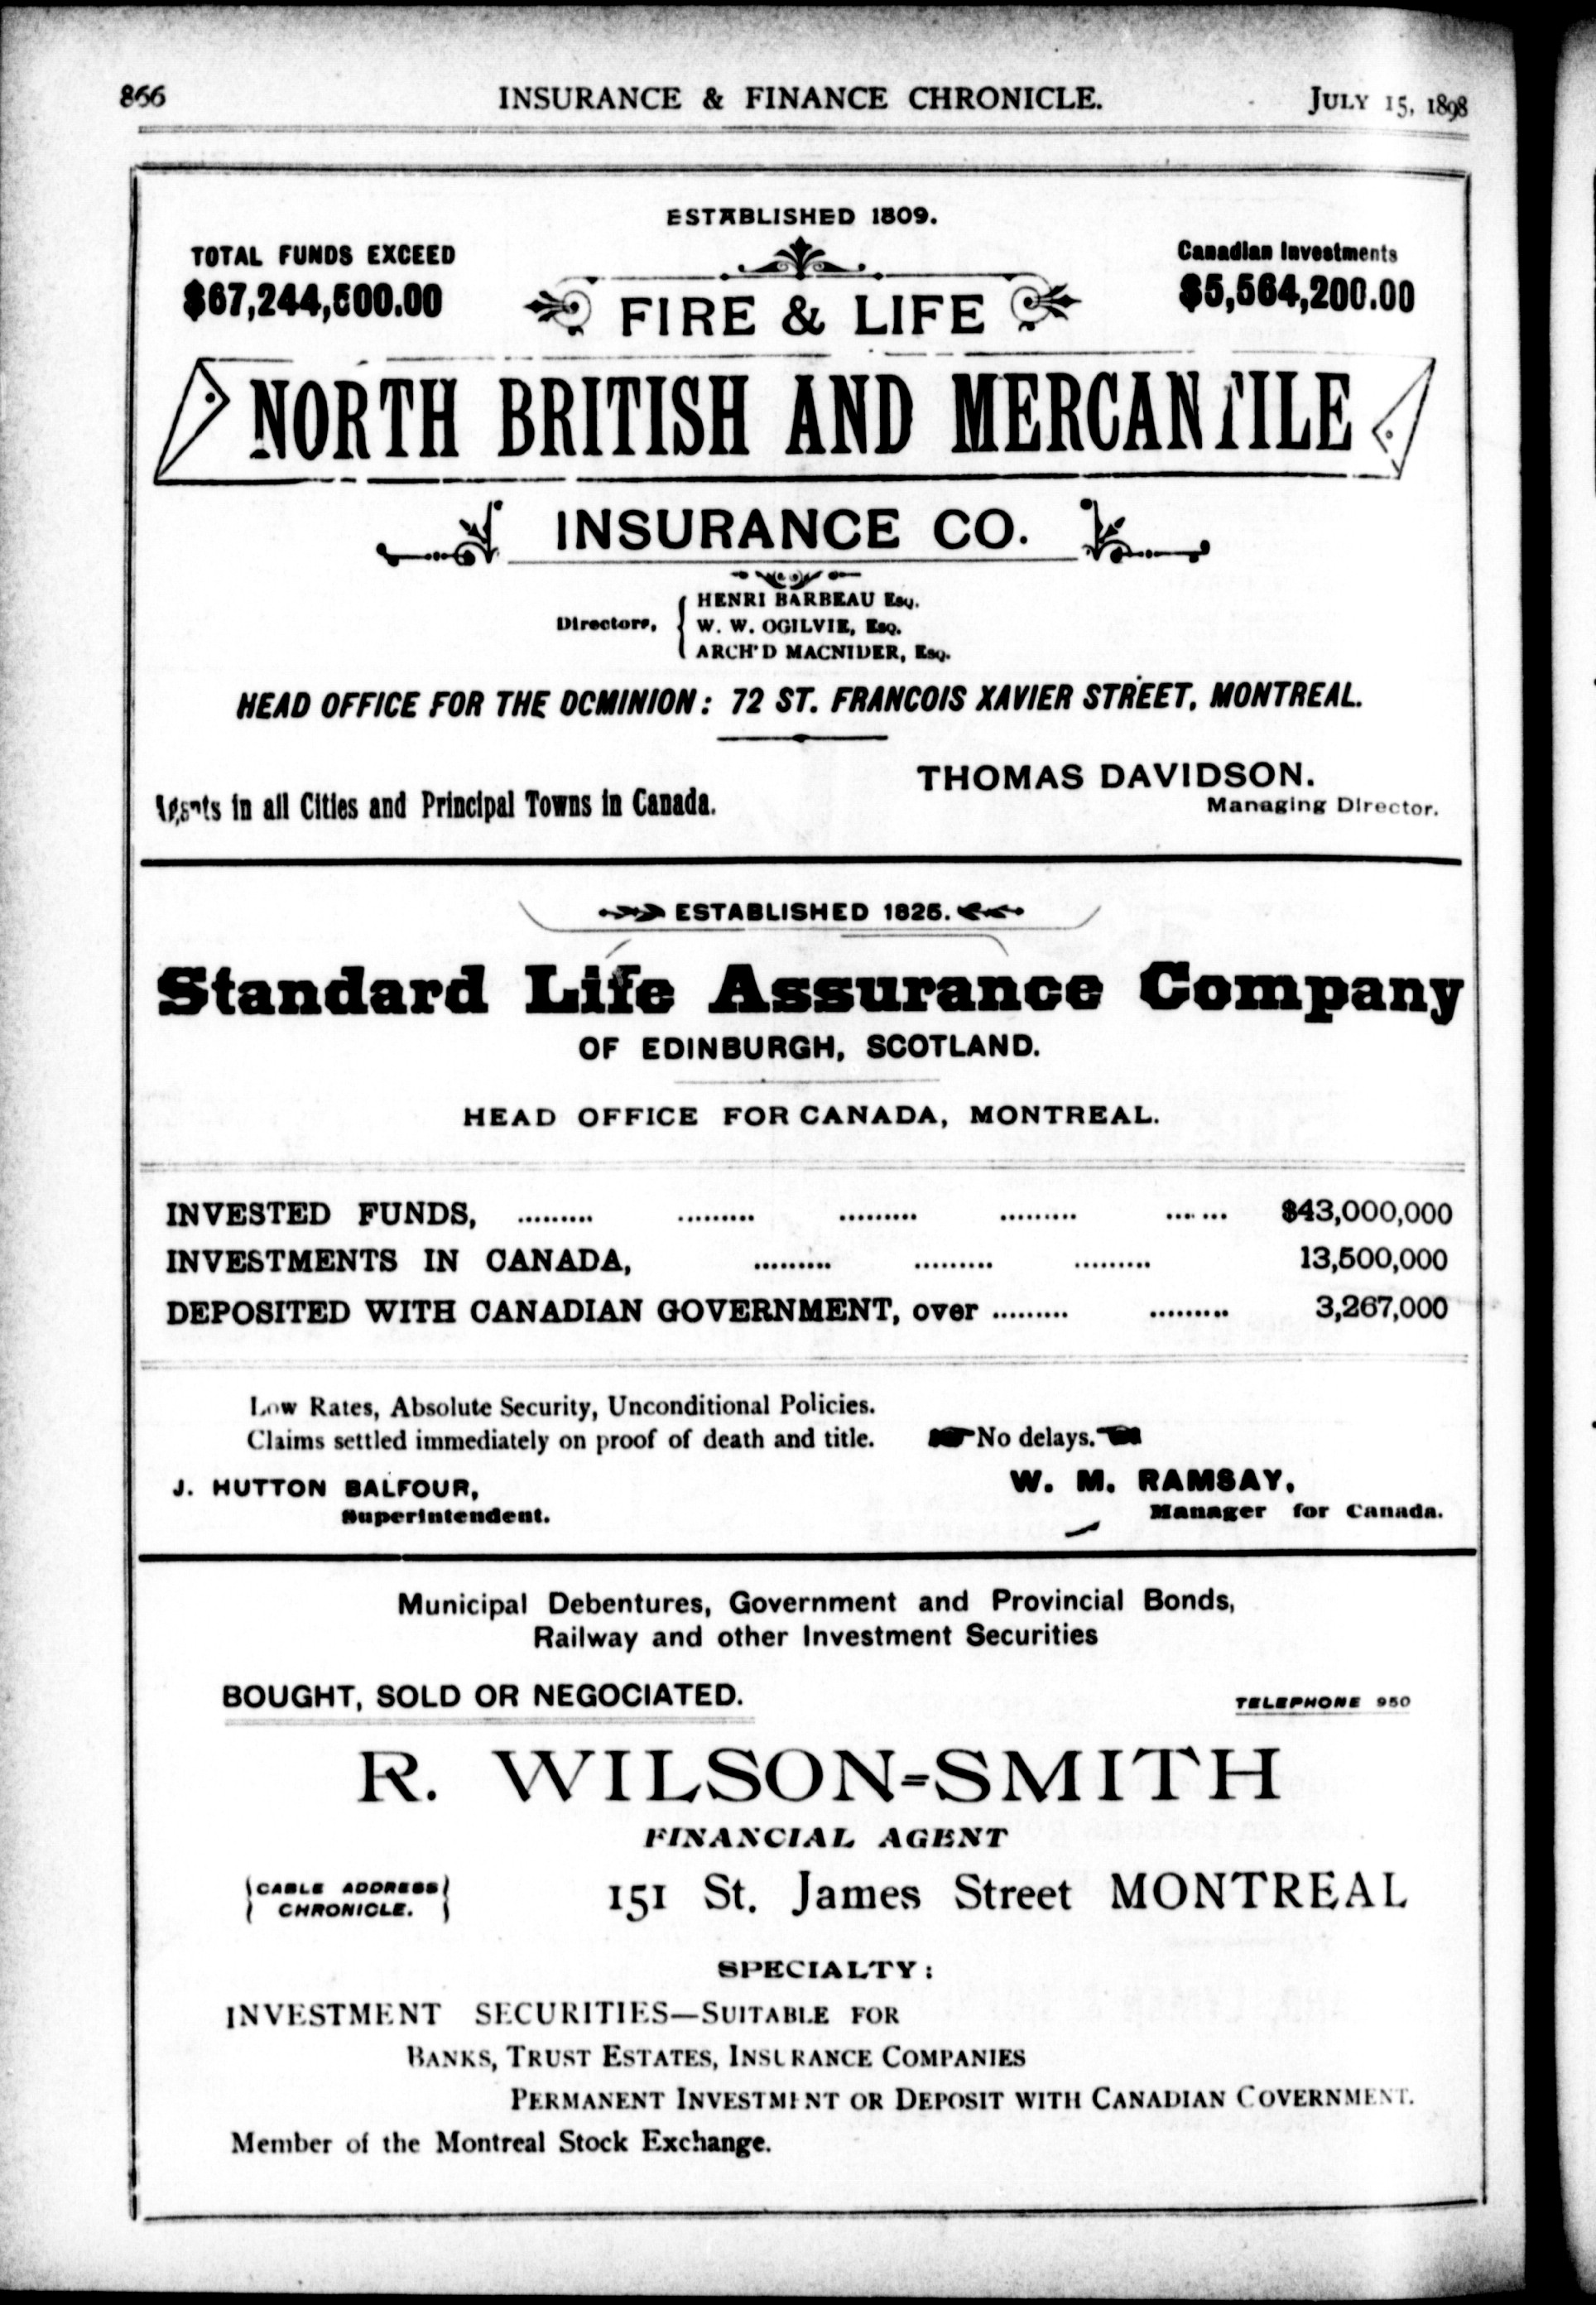 866 INSURANCE & FINANCE CHRONICLE. JULY 15, 1898
ESTABLISHED 1809.
TOTAL FUNDS EXCEED
$67,244,500.00
Canadian Investments
$5,564,200.00
FIRE & LIFE
NORTH BRITISH AND MERCANTILE
INSURANCE CO.
Directors,
HENRI BARBEAU Esq.
W. W. OGILVIE, Esq.
ARCH'D MACNIDER, Esq.
HEAD OFFICE FOR THE DOMINION: 72 ST. FRANCOIS XAVIER STREET, MONTREAL.
Agents in all Cities and Principal Towns in Canada.
THOMAS DAVIDSON.
Managing Director.
ESTABLISHED 1825.
Standard Life Assurance Company
OF EDINBURGH, SCOTLAND.
HEAD OFFICE FOR CANADA, MONTREAL.
INVESTED FUNDS, ......... ......... ......... ......... ....... $43,000,000
INVESTMENTS IN CANADA, ......... ......... ......... 13,500,000
DEPOSITED WITH CANADIAN GOVERNMENT, over ......... ......... 3,267,000
Low Rates, Absolute Security, Unconditional Policies.
Claims settled immediately on proof of death and title. No delays.
J. HUTTON BALFOUR,
Superintendent.
W. M. RAMSAY,
Manager for Canada.
Municipal Debentures, Government and Provincial Bonds,
Railway and other Investment Securities
BOUGHT, SOLD OR NEGOCIATED.
TELEPHONE 950
R. WILSON=SMITH
FINANCIAL AGENT
CABLE ADDRESS
CHRONICLE.
151 St. James Street MONTREAL
SPECIALTY:
INVESTMENT SECURITIES—SUITABLE FOR
BANKS, TRUST ESTATES, INSURANCE COMPANIES
PERMANENT INVESTMENT OR DEPOSIT WITH CANADIAN GOVERNMENT.
Member of the Montreal Stock Exchange.